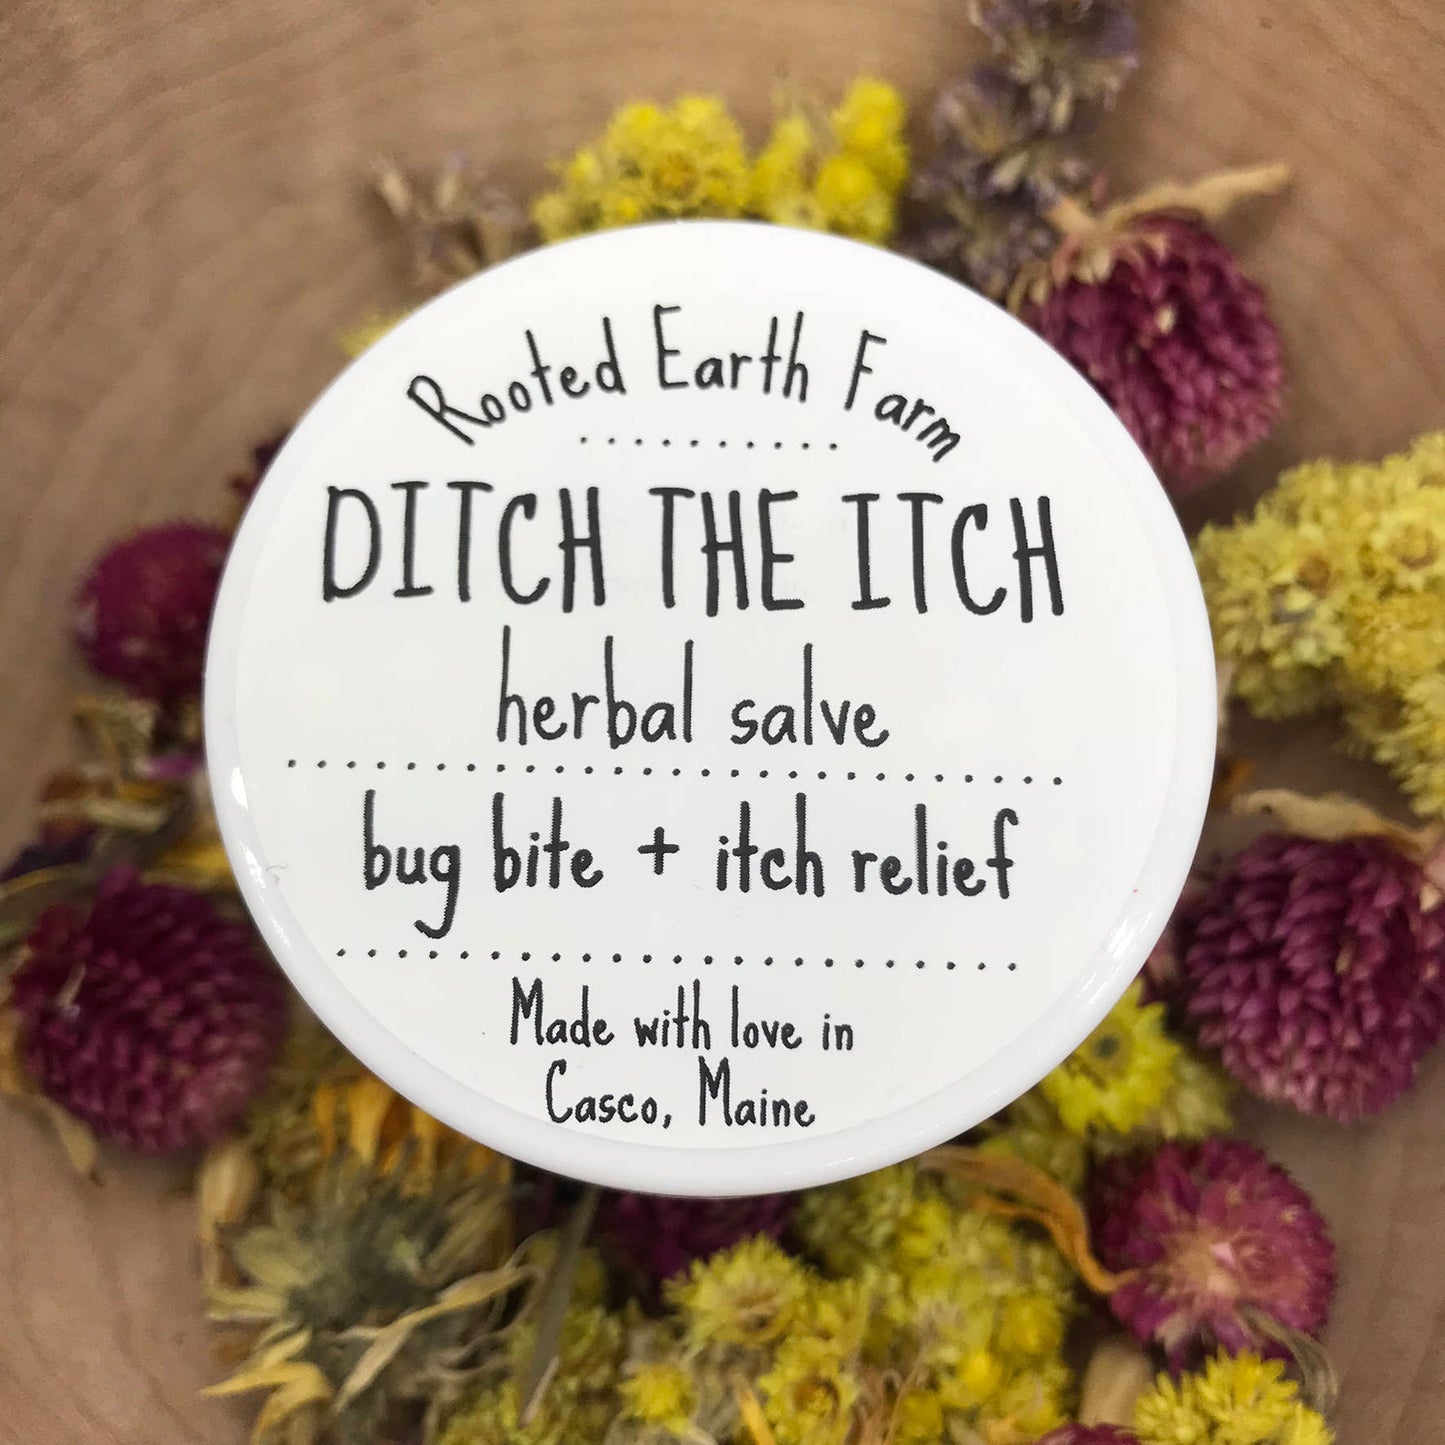 Rooted Earth Farm
DITCH THE ITCH
herbal salve
bug bite + itch relief
Made with love in
Casco, Maine